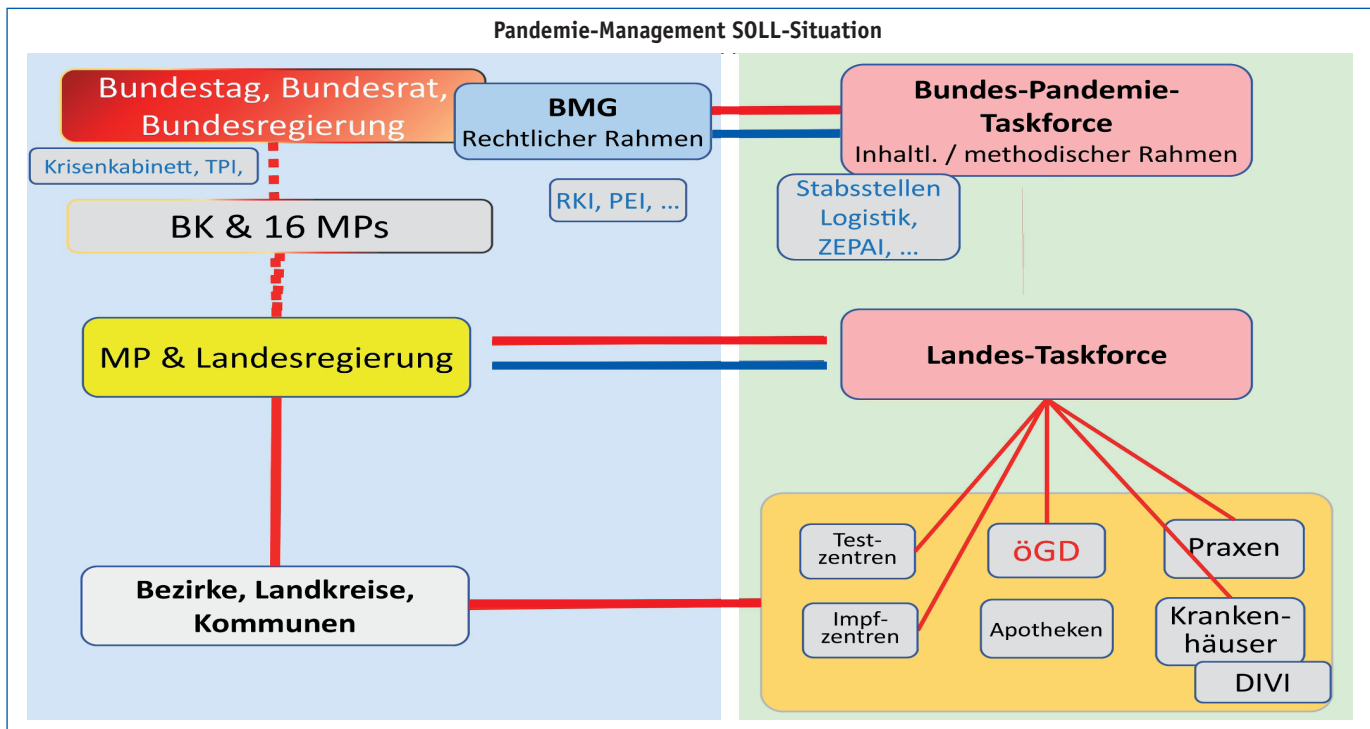 Pandemie-Management SOLL-Situation
Bundestag, Bundesrat,
Bundesregierung
Krisenkabinett, TPI,
BMG
Rechtlicher Rahmen
RKI, PEI, ...
Bundes-Pandemie-
Taskforce
Inhaltl. / methodischer Rahmen
Stabsstellen
Logistik,
ZEPAI, ...
BK & 16 MPs
MP & Landesregierung
Landes-Taskforce
Bezirke, Landkreise,
Kommunen
Test-
zentren
öGD
Praxen
Impf-
zentren
Apotheken
Kranken-
häuser
DIVI